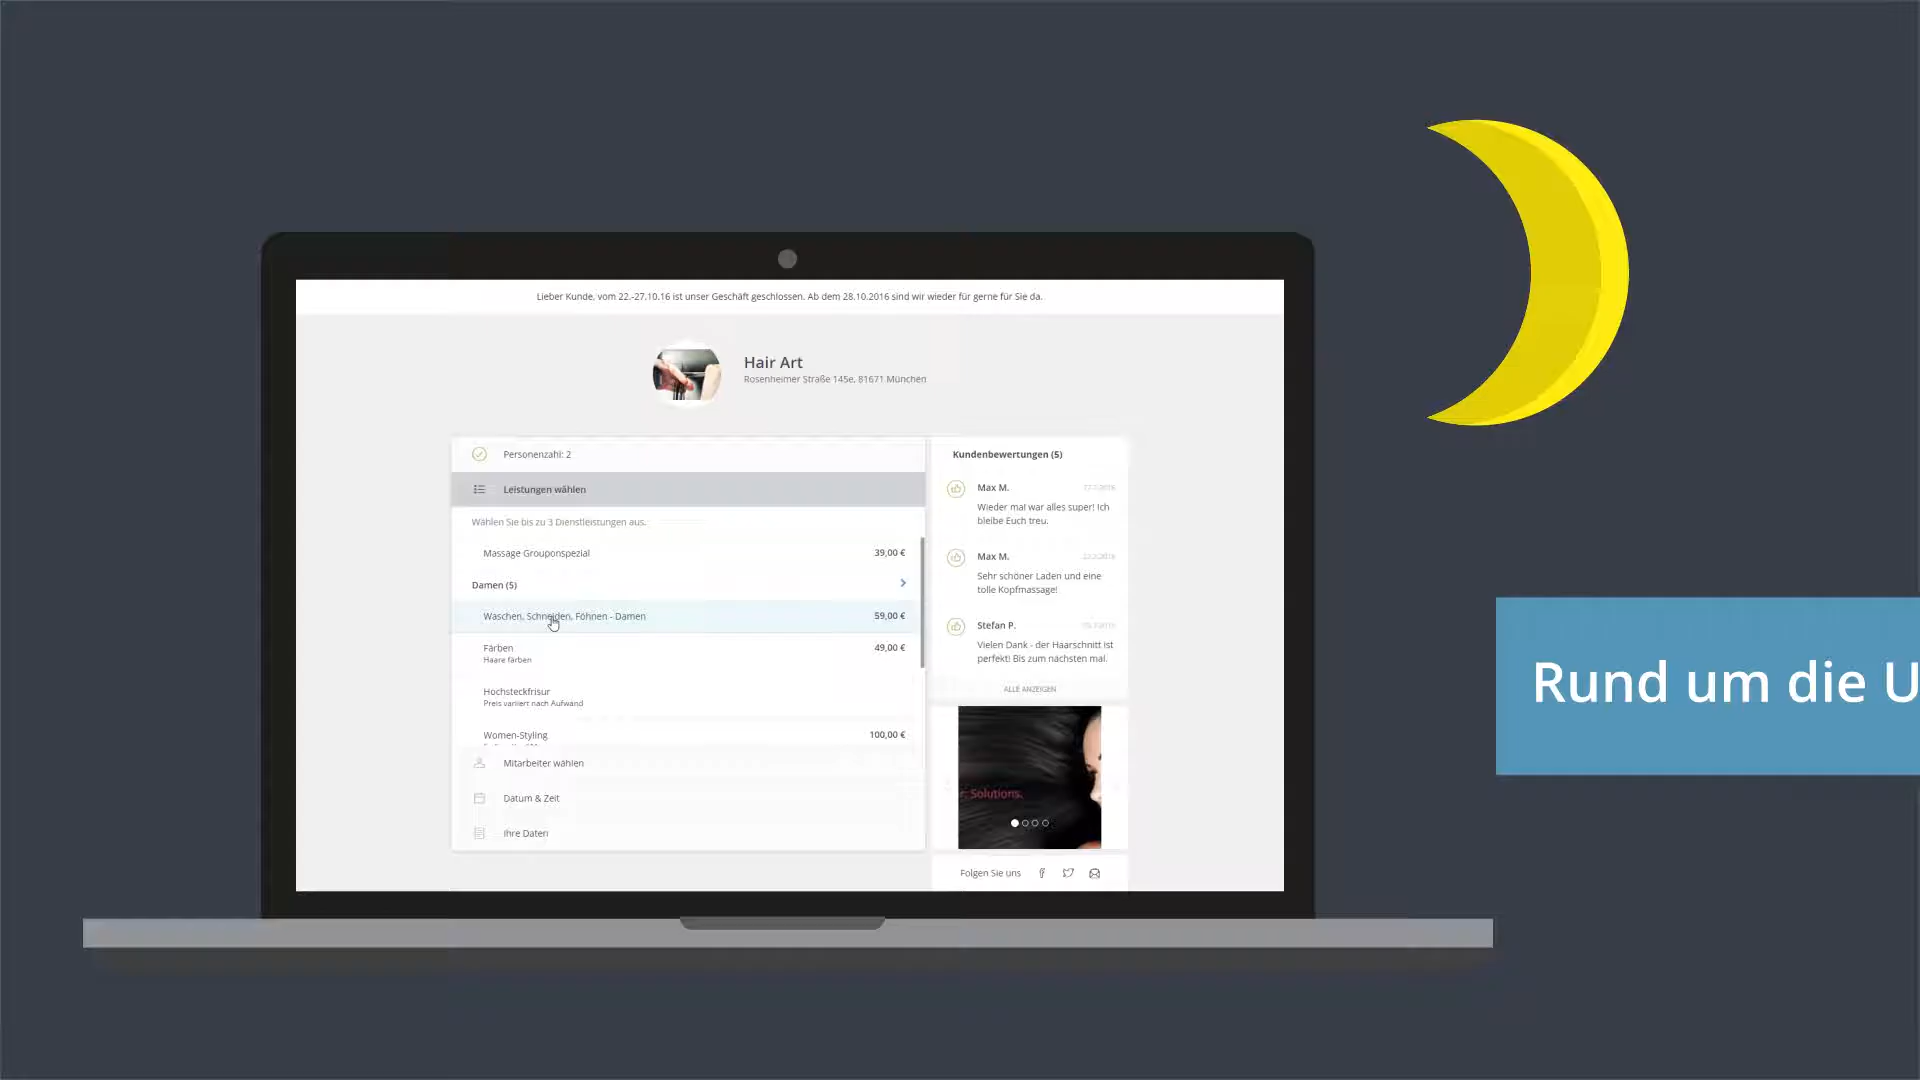 Lieber Kunde, vom 22.-27.10.16 ist unser Geschäft geschlossen. Ab dem 28.10.2016 sind wir wieder für gerne für Sie da.
Hair Art
Rosenheimer Straße 145e, 81671 München
Personenzahl: 2
Leistungen wählen
Wählen Sie bis zu 3 Dienstleistungen aus.
Massage Grouponspezial 39,00 €
Damen (5)
Waschen, Schneiden, Föhnen - Damen 59,00 €
Färben 49,00 €
Haare färben
Hochsteckfrisur
Preis variiert nach Aufwand
Women-Styling 100,00 €
Mitarbeiter wählen
Datum & Zeit
Ihre Daten
Kundenbewertungen (5)
Max M.
Wieder mal war alles super! Ich
bleibe Euch treu.
Max M.
Sehr schöner Laden und eine
tolle Kopfmassage!
Stefan P.
Vielen Dank - der Haarschnitt ist
perfekt! Bis zum nächsten mal.
ALLE ANZEIGEN
Solutions.
Folgen Sie uns
Rund um die U